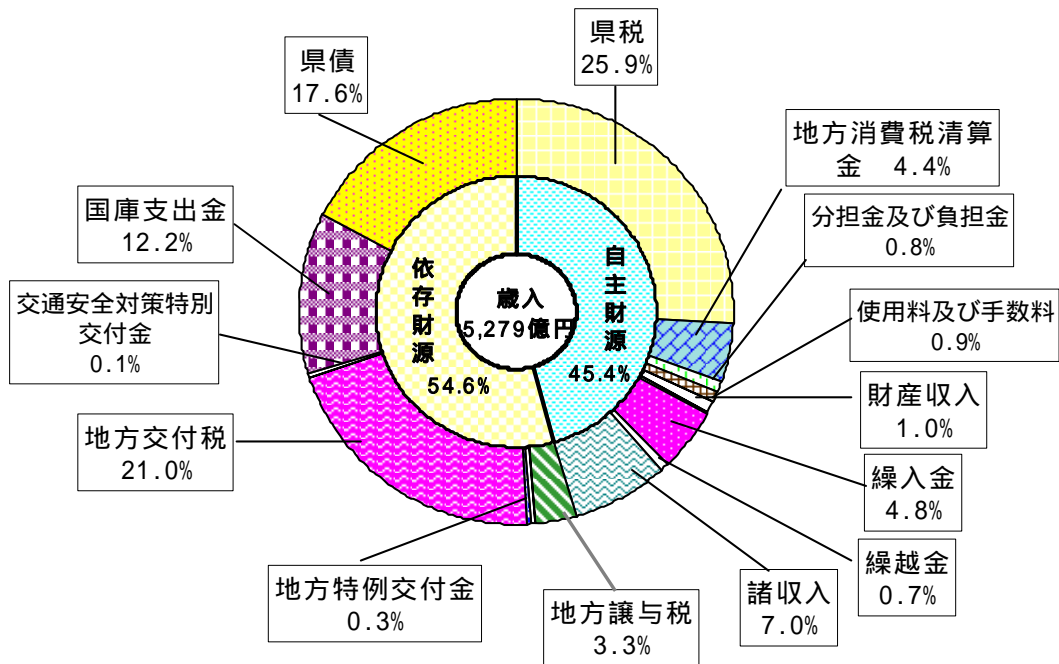 県税
25.9%
県債
17.6%
地方消費税清算
金 4.4%
国庫支出金
12.2%
分担金及び負担金
0.8%
依存財源
54.6%
歳入
5,279億円
自主財源
45.4%
交通安全対策特別
交付金
0.1%
使用料及び手数料
0.9%
財産収入
1.0%
地方交付税
21.0%
繰入金
4.8%
繰越金
0.7%
地方特例交付金
0.3%
地方譲与税
3.3%
諸収入
7.0%